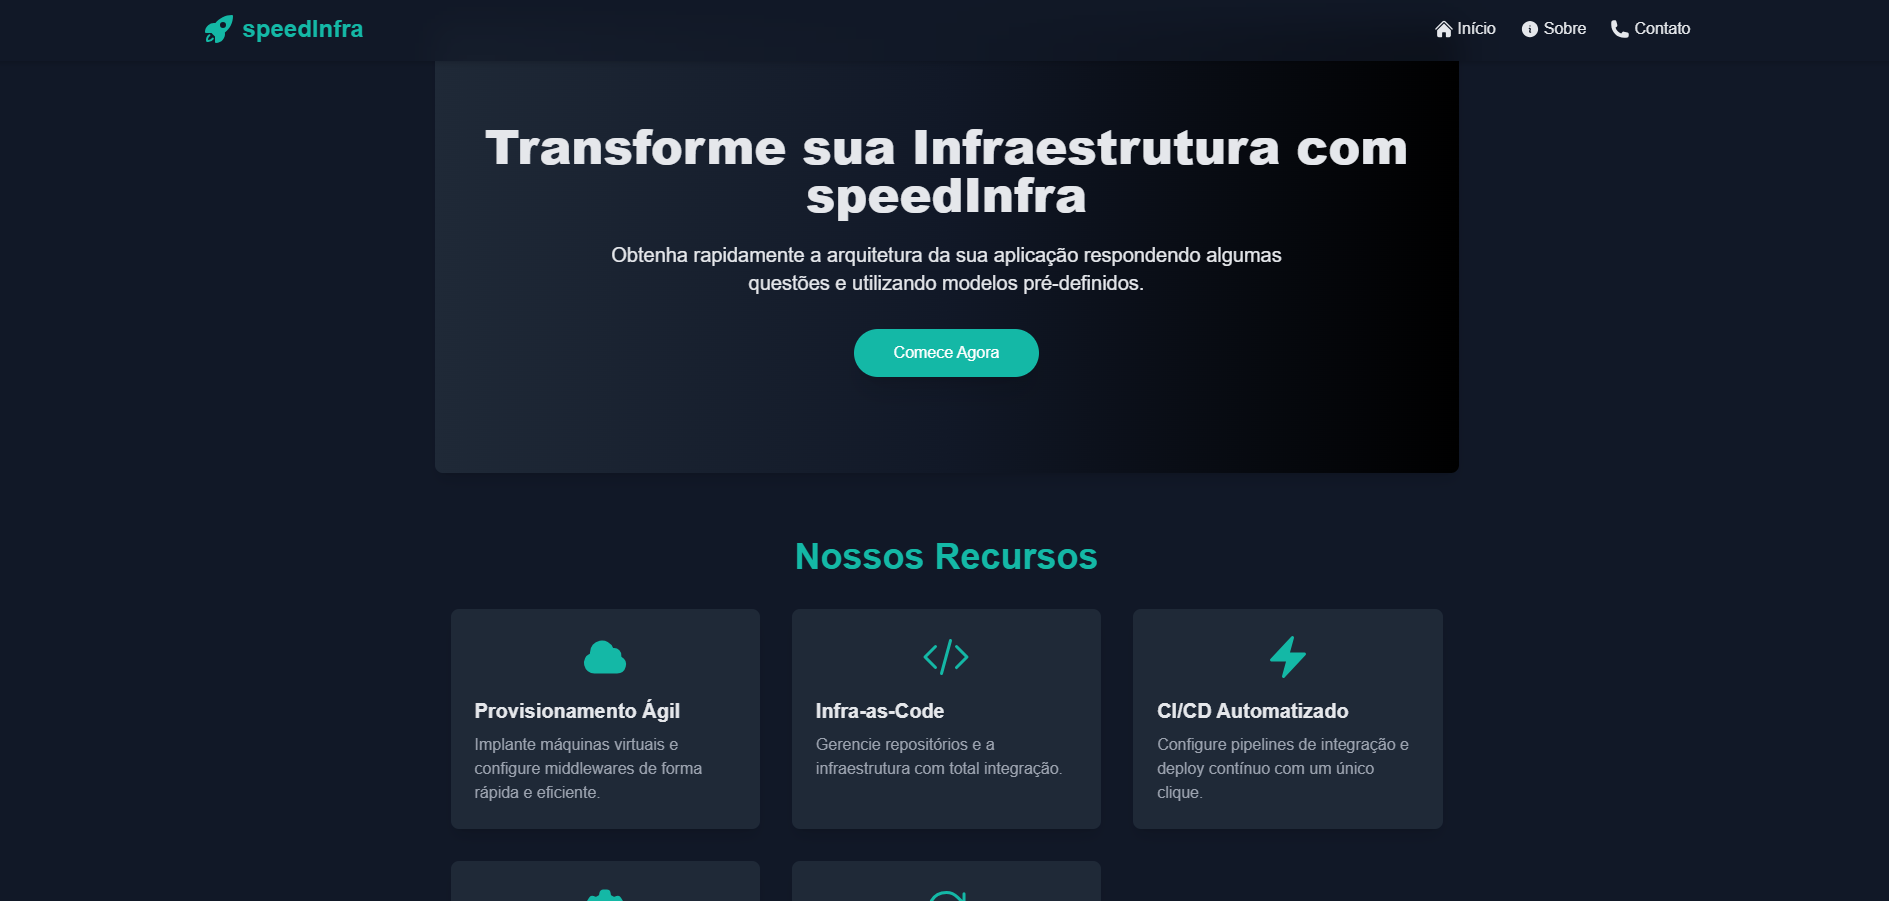 speedInfra
Início
Sobre
Contato
Transforme sua Infraestrutura com
speedInfra
Obtenha rapidamente a arquitetura da sua aplicação respondendo algumas
questões e utilizando modelos pré-definidos.
Comece Agora
Nossos Recursos
Provisionamento Ágil
Implante máquinas virtuais e
configure middlewares de forma
rápida e eficiente.
Infra-as-Code
Gerencie repositórios e a
infraestrutura com total integração.
CI/CD Automatizado
Configure pipelines de integração e
deploy contínuo com um único
clique.